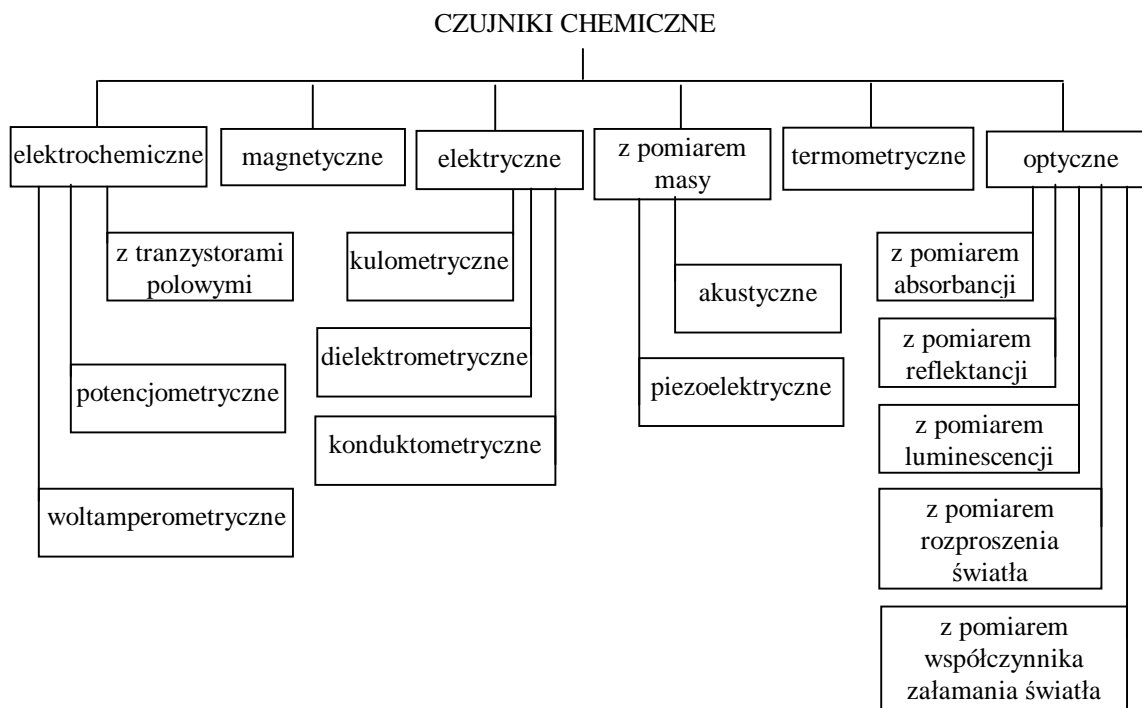 CZUJNIKI CHEMICZNE
elektrochemiczne
magnetyczne
elektryczne
z pomiarem
masy
termometryczne
optyczne
z tranzystorami
polowymi
potencjometryczne
woltamperometryczne
kulometryczne
dielektrometryczne
konduktometryczne
akustyczne
piezoelektryczne
z pomiarem
absorbancji
z pomiarem
reflektancji
z pomiarem
luminescencji
z pomiarem
rozproszenia
światła
z pomiarem
współczynnika
załamania światła